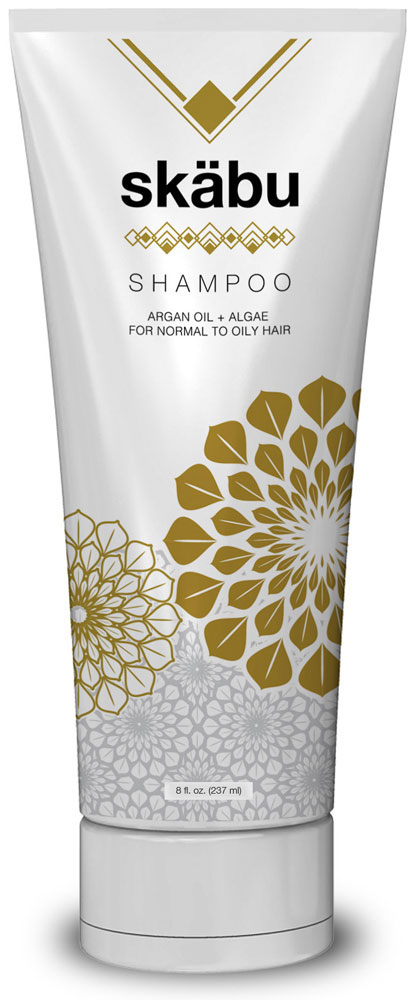 skäbu
SHAMPOO
ARGAN OIL + ALGAE
FOR NORMAL TO OILY HAIR
8 fl. oz. (237 ml)